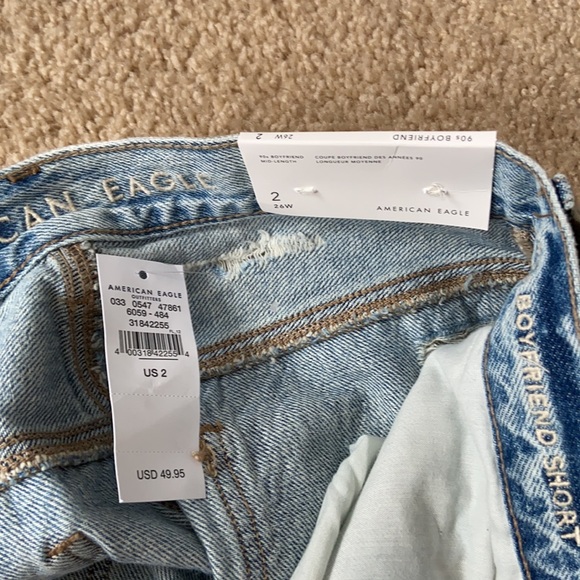 2 26W 90s BOYFRIEND
90s BOYFRIEND
MID-LENGTH
COUPE BOYFRIEND DES ANNÉES 90
LONGUEUR MOYENNE
2
26W
AMERICAN EAGLE
CAN EAGLE
AMERICAN EAGLE
OUTFITTERS
033 0547 47861
6059 - 484
31842255
4 00318 42255 4
US 2
USD 49.95
BOYFRIEND SHORT